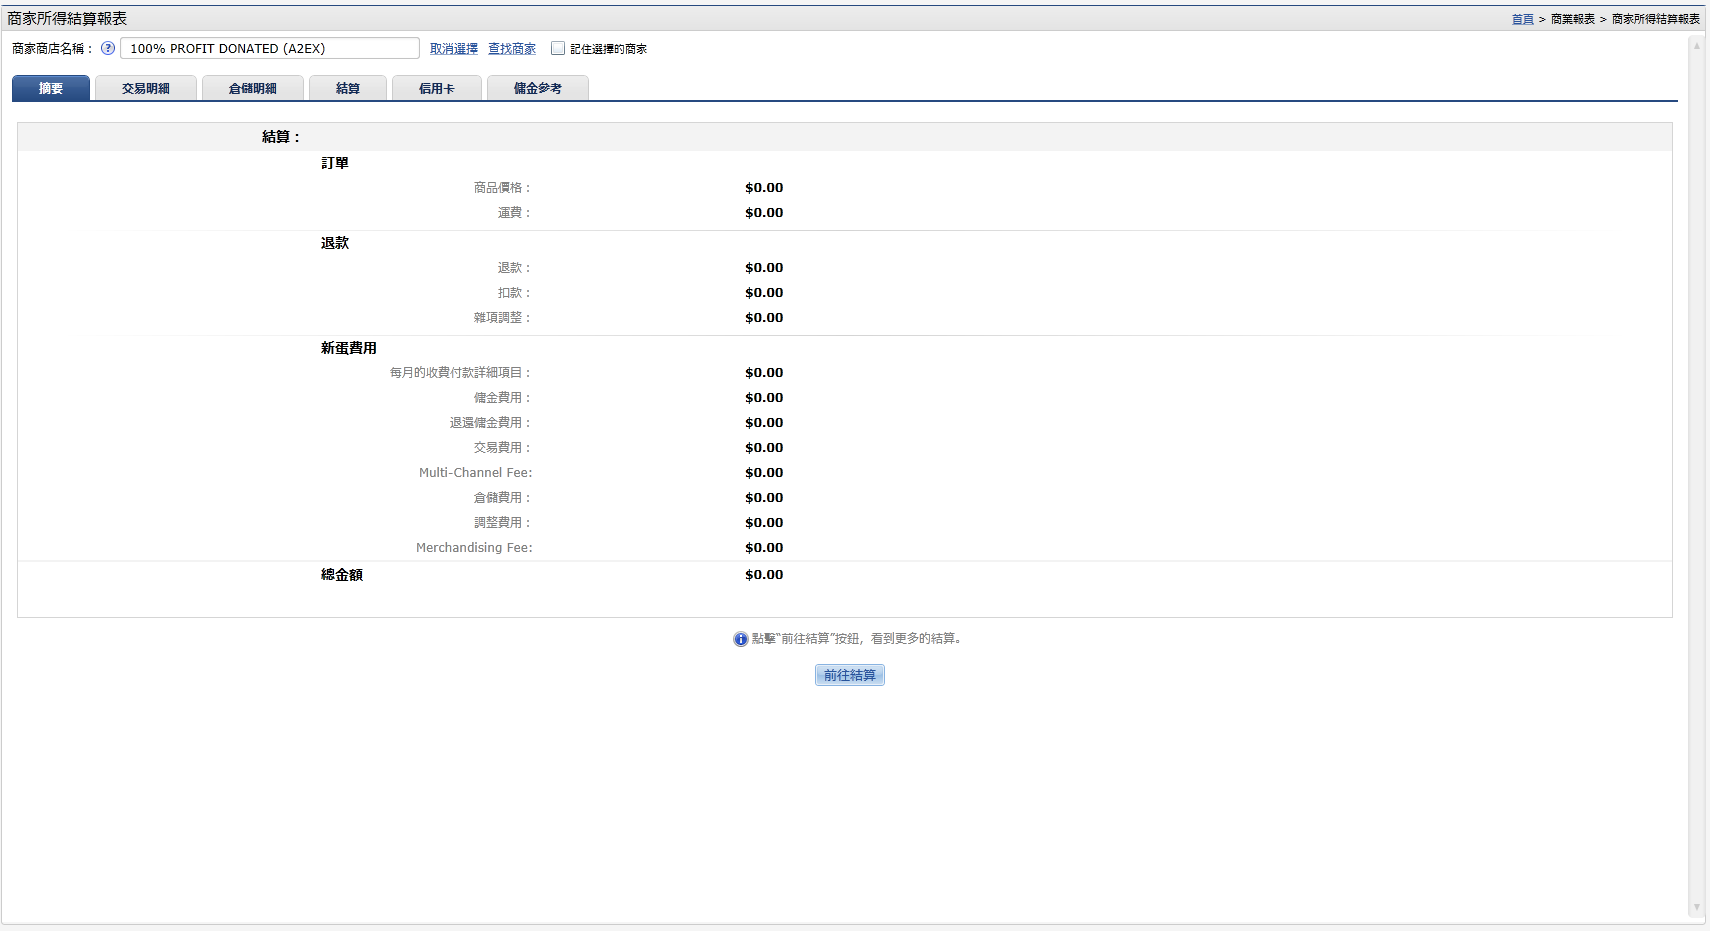 商家所得結算報表
首頁 > 商業報表 > 商家所得結算報表
商家商店名稱： ? 100% PROFIT DONATED (A2EX) 取消選擇 查找商家 記住選擇的商家
摘要 交易明細 倉儲明細 結算 信用卡 傭金參考
結算：
訂單
商品價格： $0.00
運費： $0.00
退款
退款： $0.00
扣款： $0.00
雜項調整： $0.00
新蛋費用
每月的收費付款詳細項目： $0.00
傭金費用： $0.00
退還傭金費用： $0.00
交易費用： $0.00
Multi-Channel Fee: $0.00
倉儲費用： $0.00
調整費用： $0.00
Merchandising Fee: $0.00
總金額 $0.00
點擊“前往結算”按鈕，看到更多的結算。
前往結算